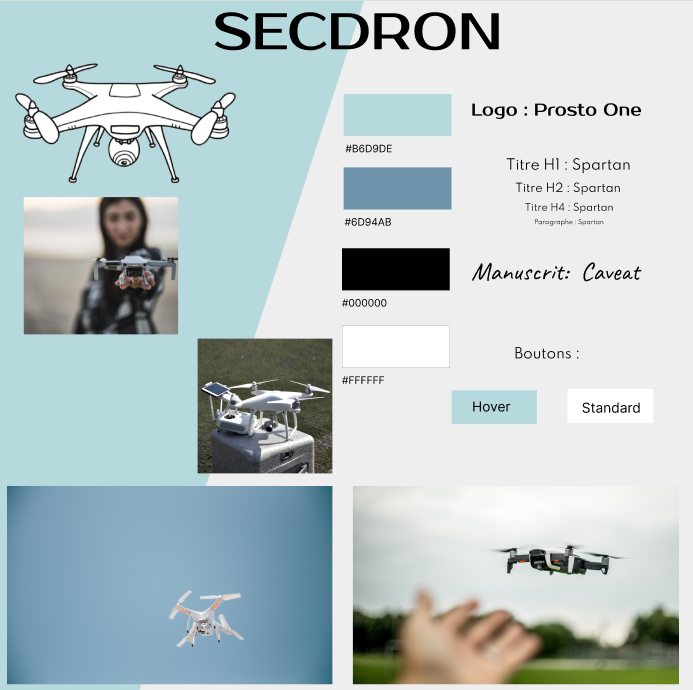 SECDRON
#B6D9DE
Logo : Prosto One
Titre H1 : Spartan
Titre H2 : Spartan
Titre H4 : Spartan
Paragraphe : Spartan
#6D94AB
Manuscrit: Caveat
#000000
#FFFFFF
Boutons :
Hover
Standard